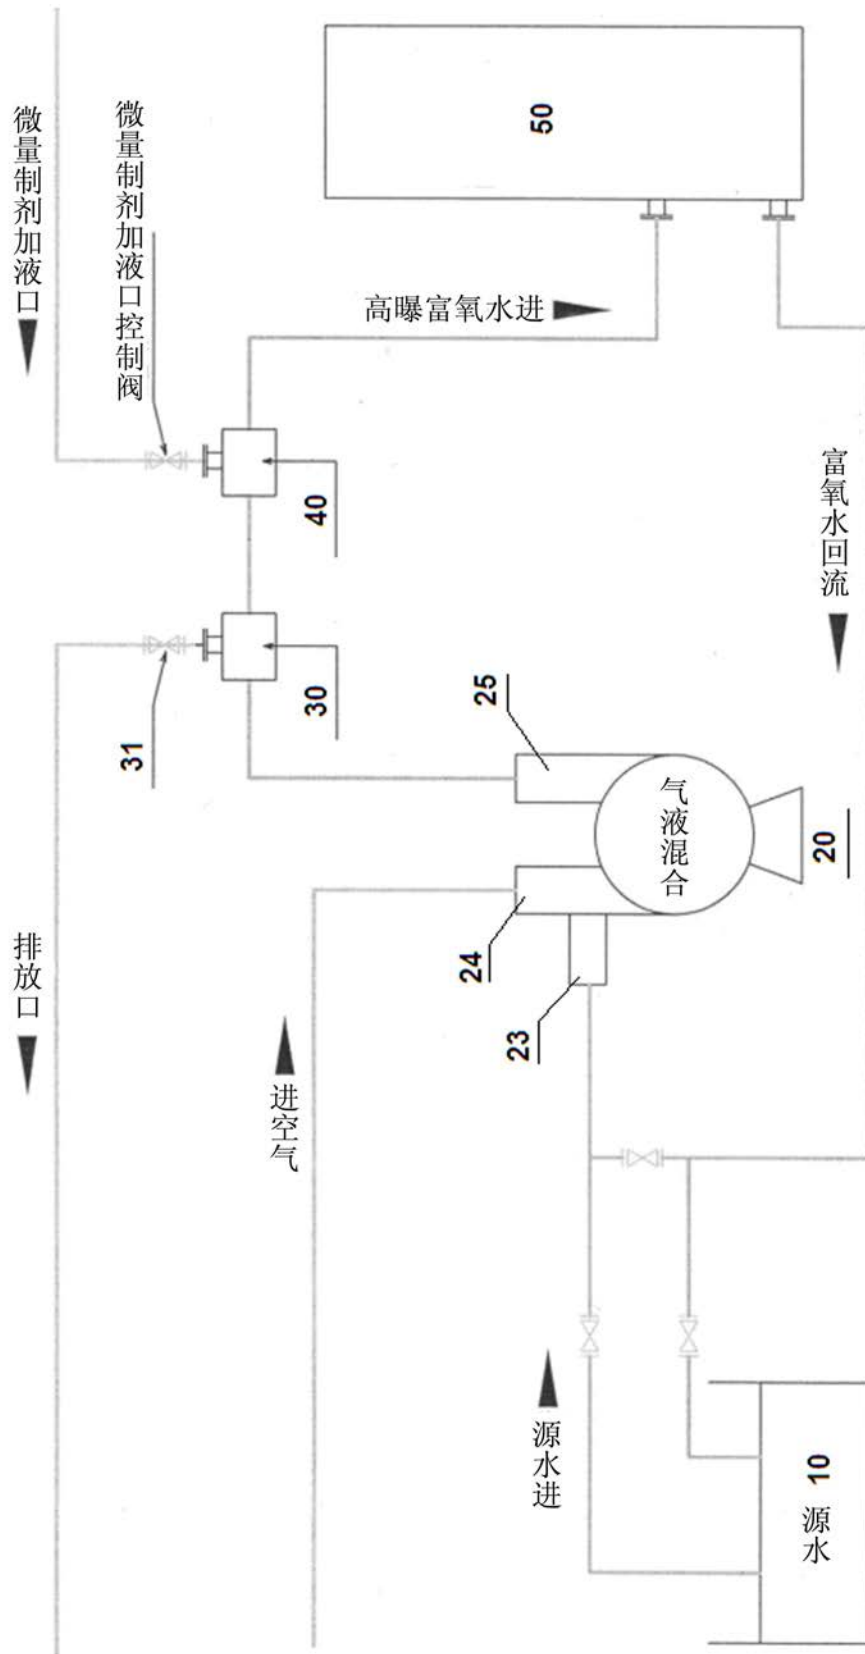 50
微量制剂加液口
微量制剂加液口控制阀
高曝富氧水进
40
富氧水回流
30
31
25
气液混合
20
24
23
排放口
进空气
源水进
10
源水